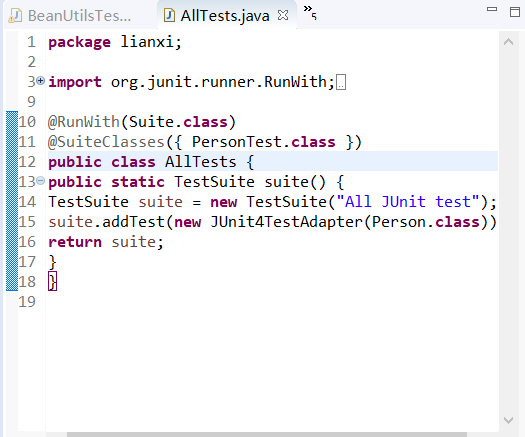 BeanUtilsTes...
AllTests.java
5
1 package lianxi;
2
3 import org.junit.runner.RunWith;
9
10 @RunWith(Suite.class)
11 @SuiteClasses({ PersonTest.class })
12 public class AllTests {
13 public static TestSuite suite() {
14 TestSuite suite = new TestSuite("All JUnit test");
15 suite.addTest(new JUnit4TestAdapter(Person.class))
16 return suite;
17 }
18 }
19